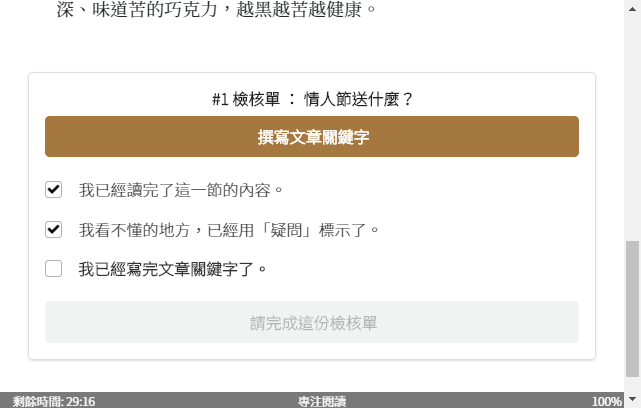 深、味道苦的巧克力，越黑越苦越健康。
#1 檢核單 ： 情人節送什麼？
撰寫文章關鍵字
我已經讀完了這一節的內容。
我看不懂的地方，已經用「疑問」標示了。
我已經寫完文章關鍵字了。
請完成這份檢核單
剩餘時間: 29:16 專注閱讀 100%